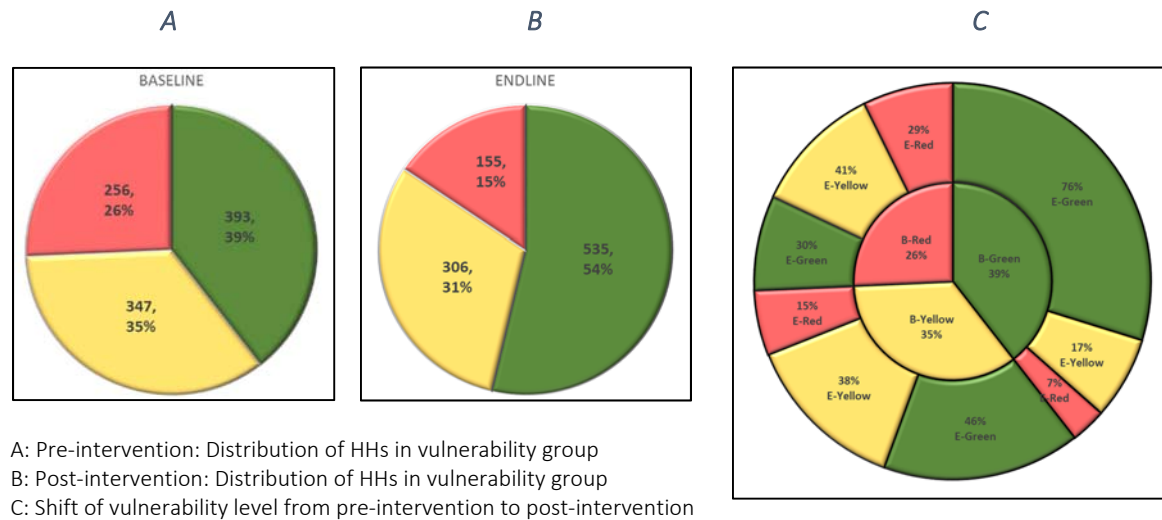 A
B
C
BASELINE
256,
26%
393,
39%
347,
35%
ENDLINE
155,
15%
306,
31%
535,
54%
29%
E-Red
41%
E-Yellow
76%
E-Green
30%
E-Green
B-Red
26%
B-Green
39%
15%
E-Red
B-Yellow
35%
17%
E-Yellow
38%
E-Yellow
7%
E-Red
46%
E-Green
A: Pre-intervention: Distribution of HHs in vulnerability group
B: Post-intervention: Distribution of HHs in vulnerability group
C: Shift of vulnerability level from pre-intervention to post-intervention